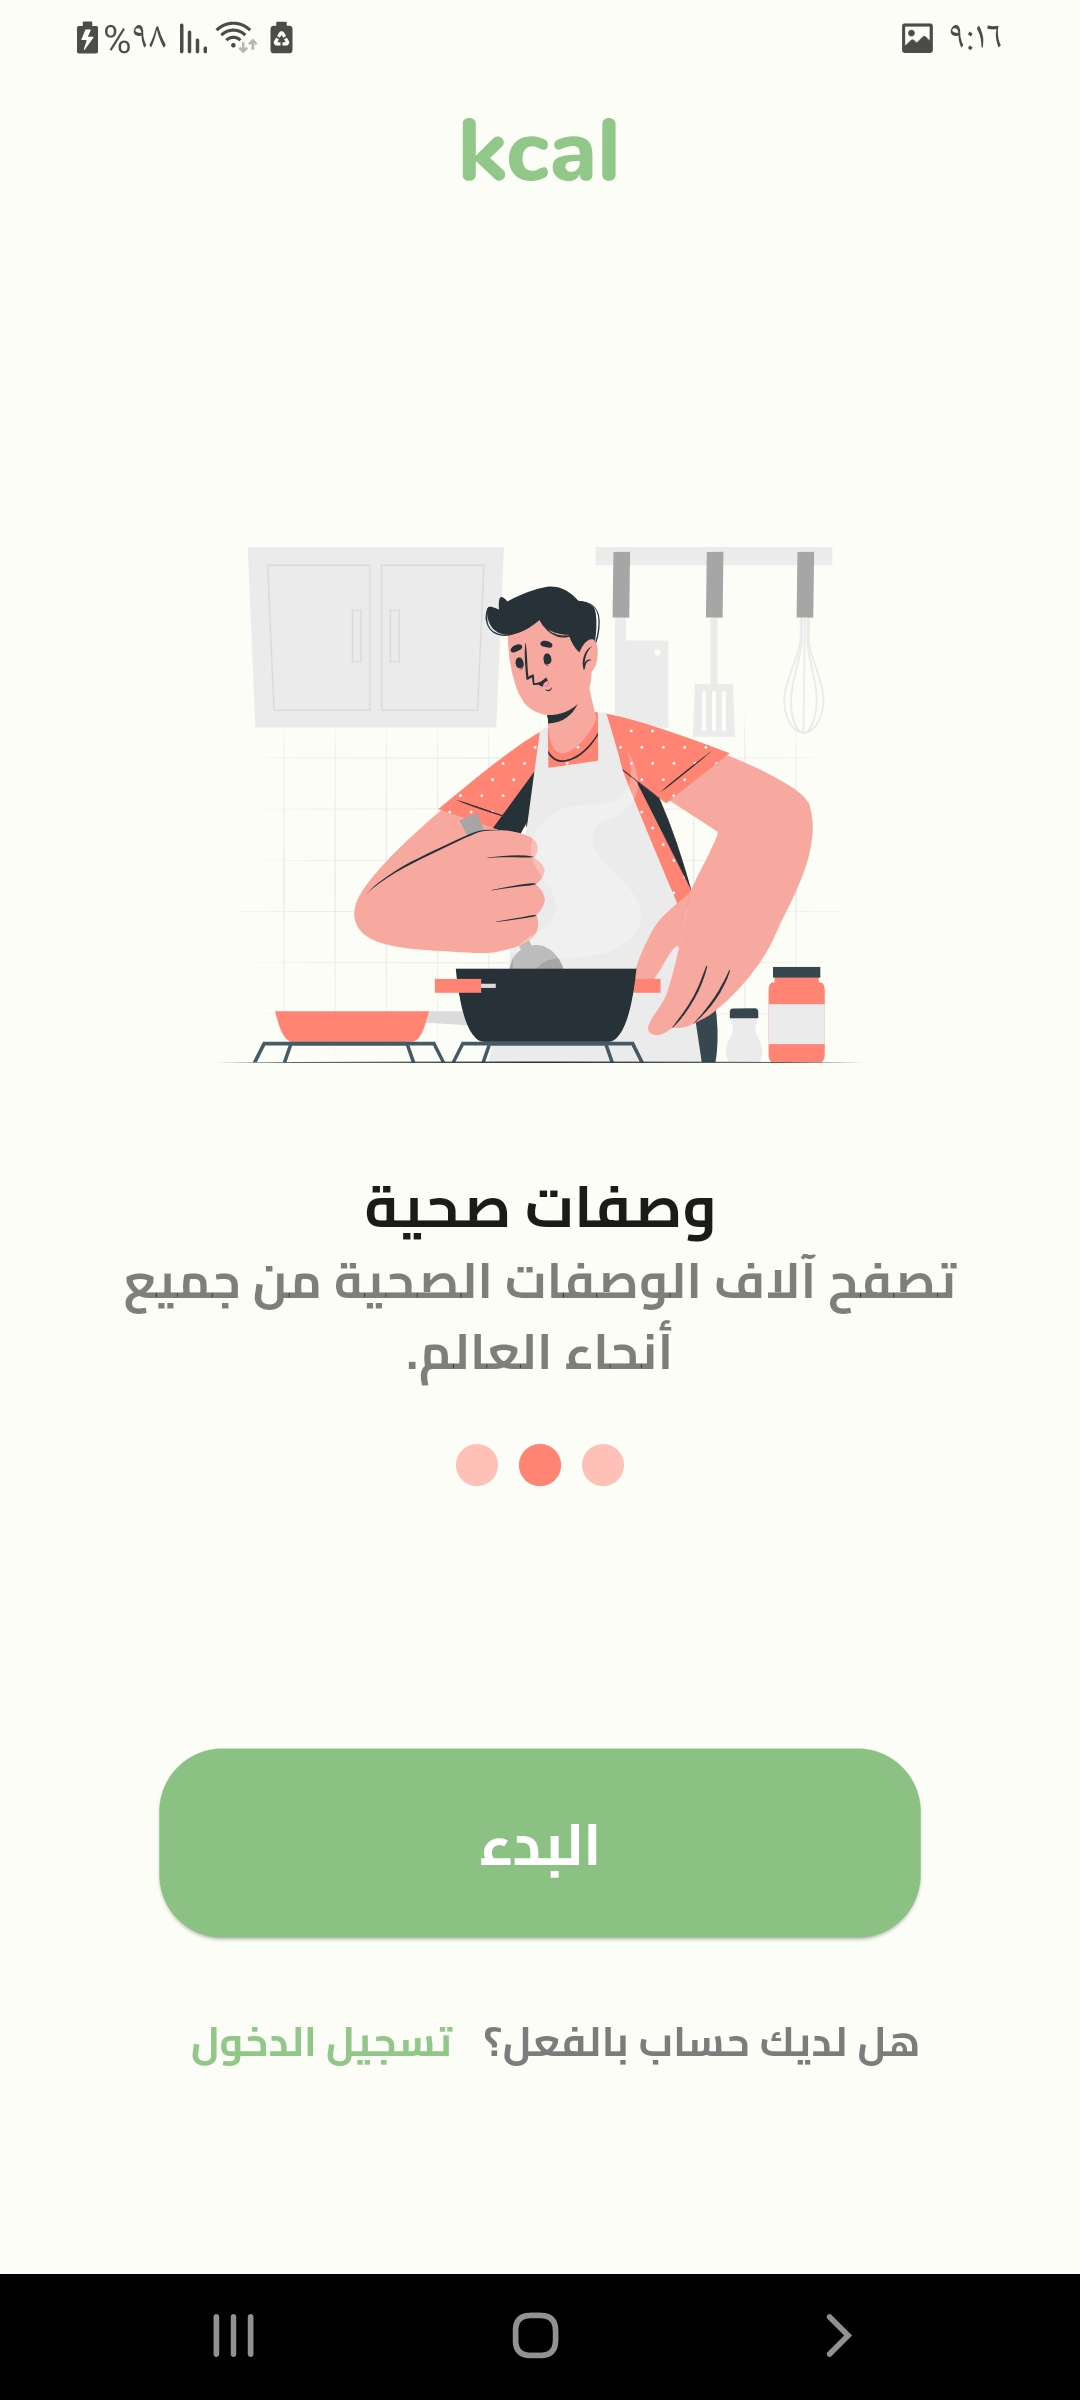 ٩:١٦
%٩٨
kcal
وصفات صحية
تصفح آلاف الوصفات الصحية من جميع
أنحاء العالم.
البدء
هل لديك حساب بالفعل؟ تسجيل الدخول